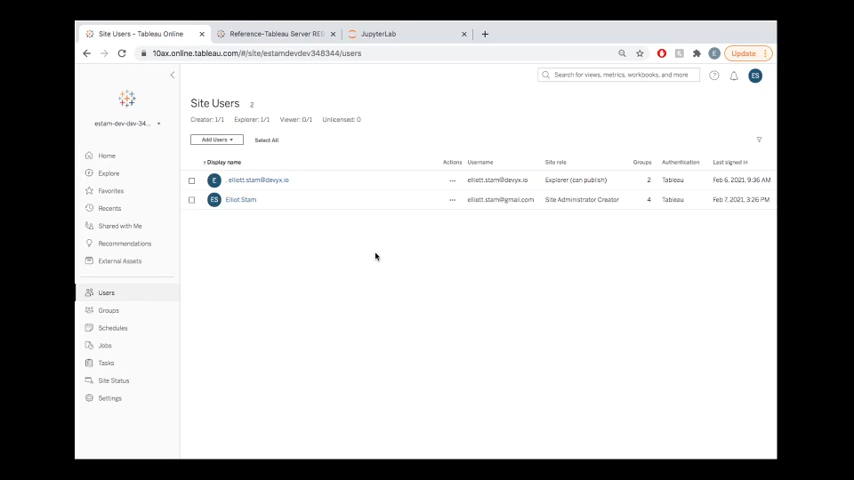 Site Users - Tableau Online
Reference-Tableau Server RES
JupyterLab
10ax.online.tableau.com/#/site/estamdevdev348344/users
E
Update
Search for views, metrics, workbooks, and more
ES
estam-dev-dev-34...
Home
Explore
Favorites
Recents
Shared with Me
Recommendations
External Assets
Users
Groups
Schedules
Jobs
Tasks
Site Status
Settings
Site Users 2
Creator: 1/1 Explorer: 1/1 Viewer: 0/1 Unlicensed: 0
Add Users Select All
↑ Display name Actions Username Site role Groups Authentication Last signed in
E . elliott.stam@devyx.io ... elliott.stam@devyx.io Explorer (can publish) 2 Tableau Feb 6, 2021, 9:36 AM
ES Elliot Stam ... elliott.stam@gmail.com Site Administrator Creator 4 Tableau Feb 7, 2021, 3:26 PM